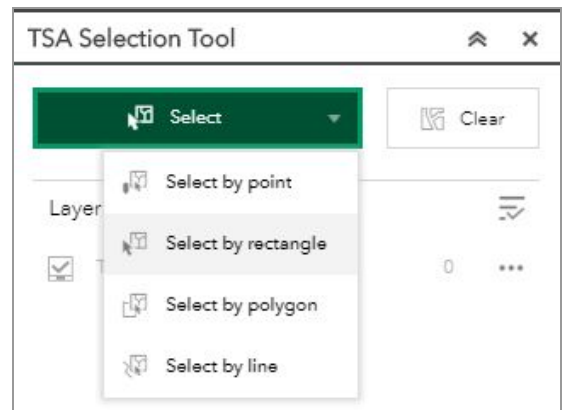 TSA Selection Tool
Select
Clear
Select by point
Layer
Select by rectangle
0
Select by polygon
Select by line